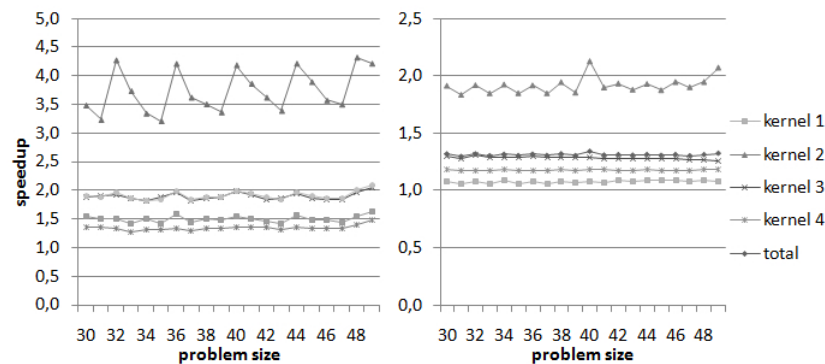 5,0
4,5
4,0
3,5
3,0
2,5
2,0
1,5
1,0
0,5
0,0
speedup
30 32 34 36 38 40 42 44 46 48
problem size
2,5
2,0
1,5
1,0
0,5
0,0
30 32 34 36 38 40 42 44 46 48
problem size
kernel 1
kernel 2
kernel 3
kernel 4
total